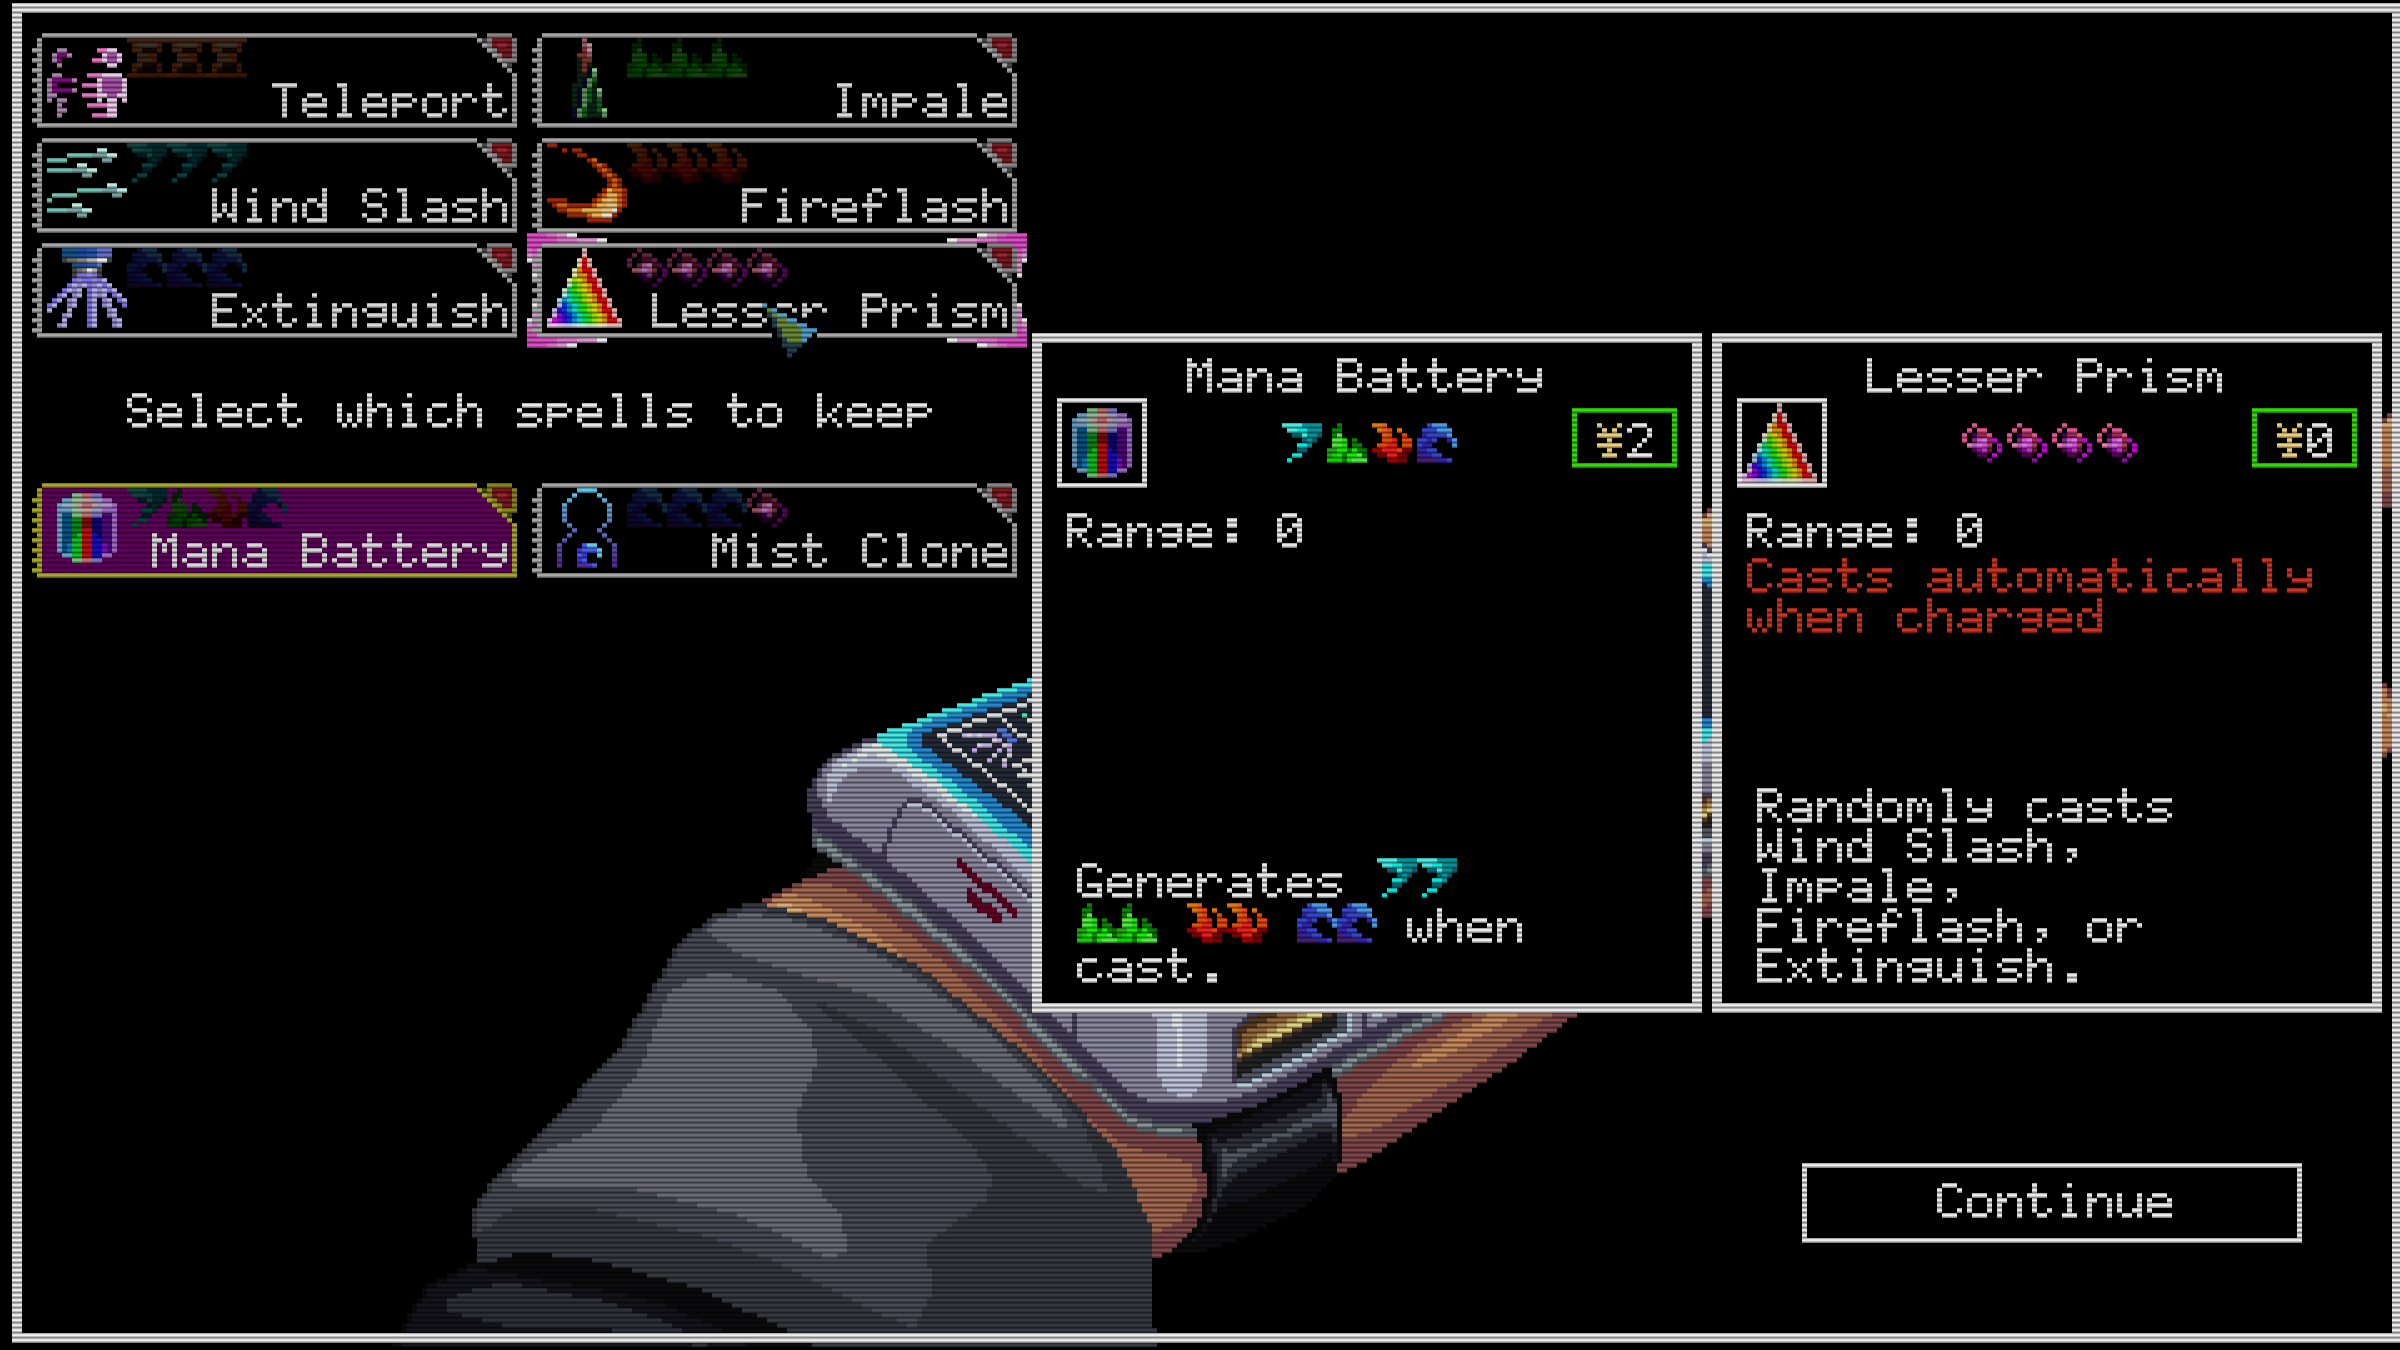 Teleport
Impale
Wind Slash
Fireflash
Extinguish
Lesser Prism
Select which spells to keep
Mana Battery
Mist Clone
Mana Battery
¥2
Range: 0
Generates
when
cast.
Lesser Prism
¥0
Range: 0
Casts automatically
when charged
Randomly casts
Wind Slash,
Impale,
Fireflash, or
Extinguish.
Continue